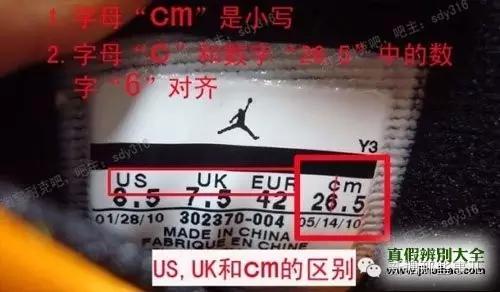 1. 字母“cm”是小写
2. 字母“c”和数字“26.5”中的数
字“6”对齐
吧主: sdy316
Y3
US UK EUR cm
8.5 7.5 42 26.5
01/28/10 302370-004 05/14/10
MADE IN CHINA
FABRIQUE EN CHINE
US,UK和cm的区别
真假辨别大全